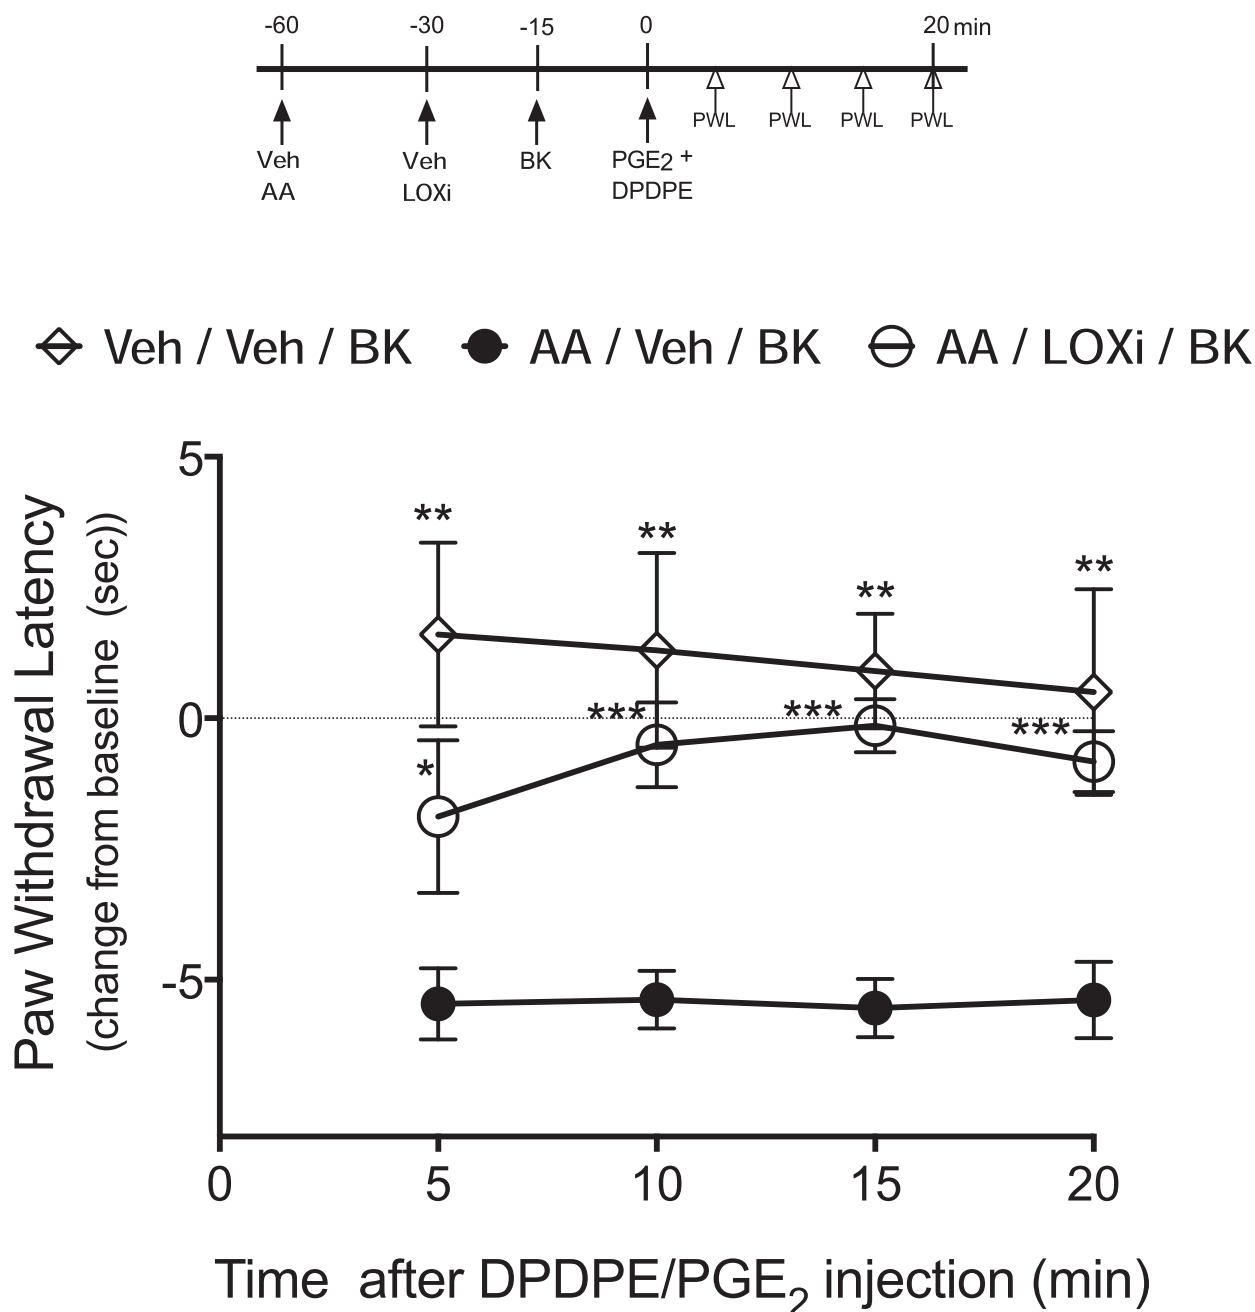 -60 -30 -15 0 20 min
PWL PWL PWL PWL
Veh Veh BK PGE2 +
AA LOXi DPDPE
Veh / Veh / BK AA / Veh / BK AA / LOXi / BK
Paw Withdrawal Latency
(change from baseline (sec))
5
**
**
**
**
0
***
***
***
*
-5
0 5 10 15 20
Time after DPDPE/PGE2 injection (min)